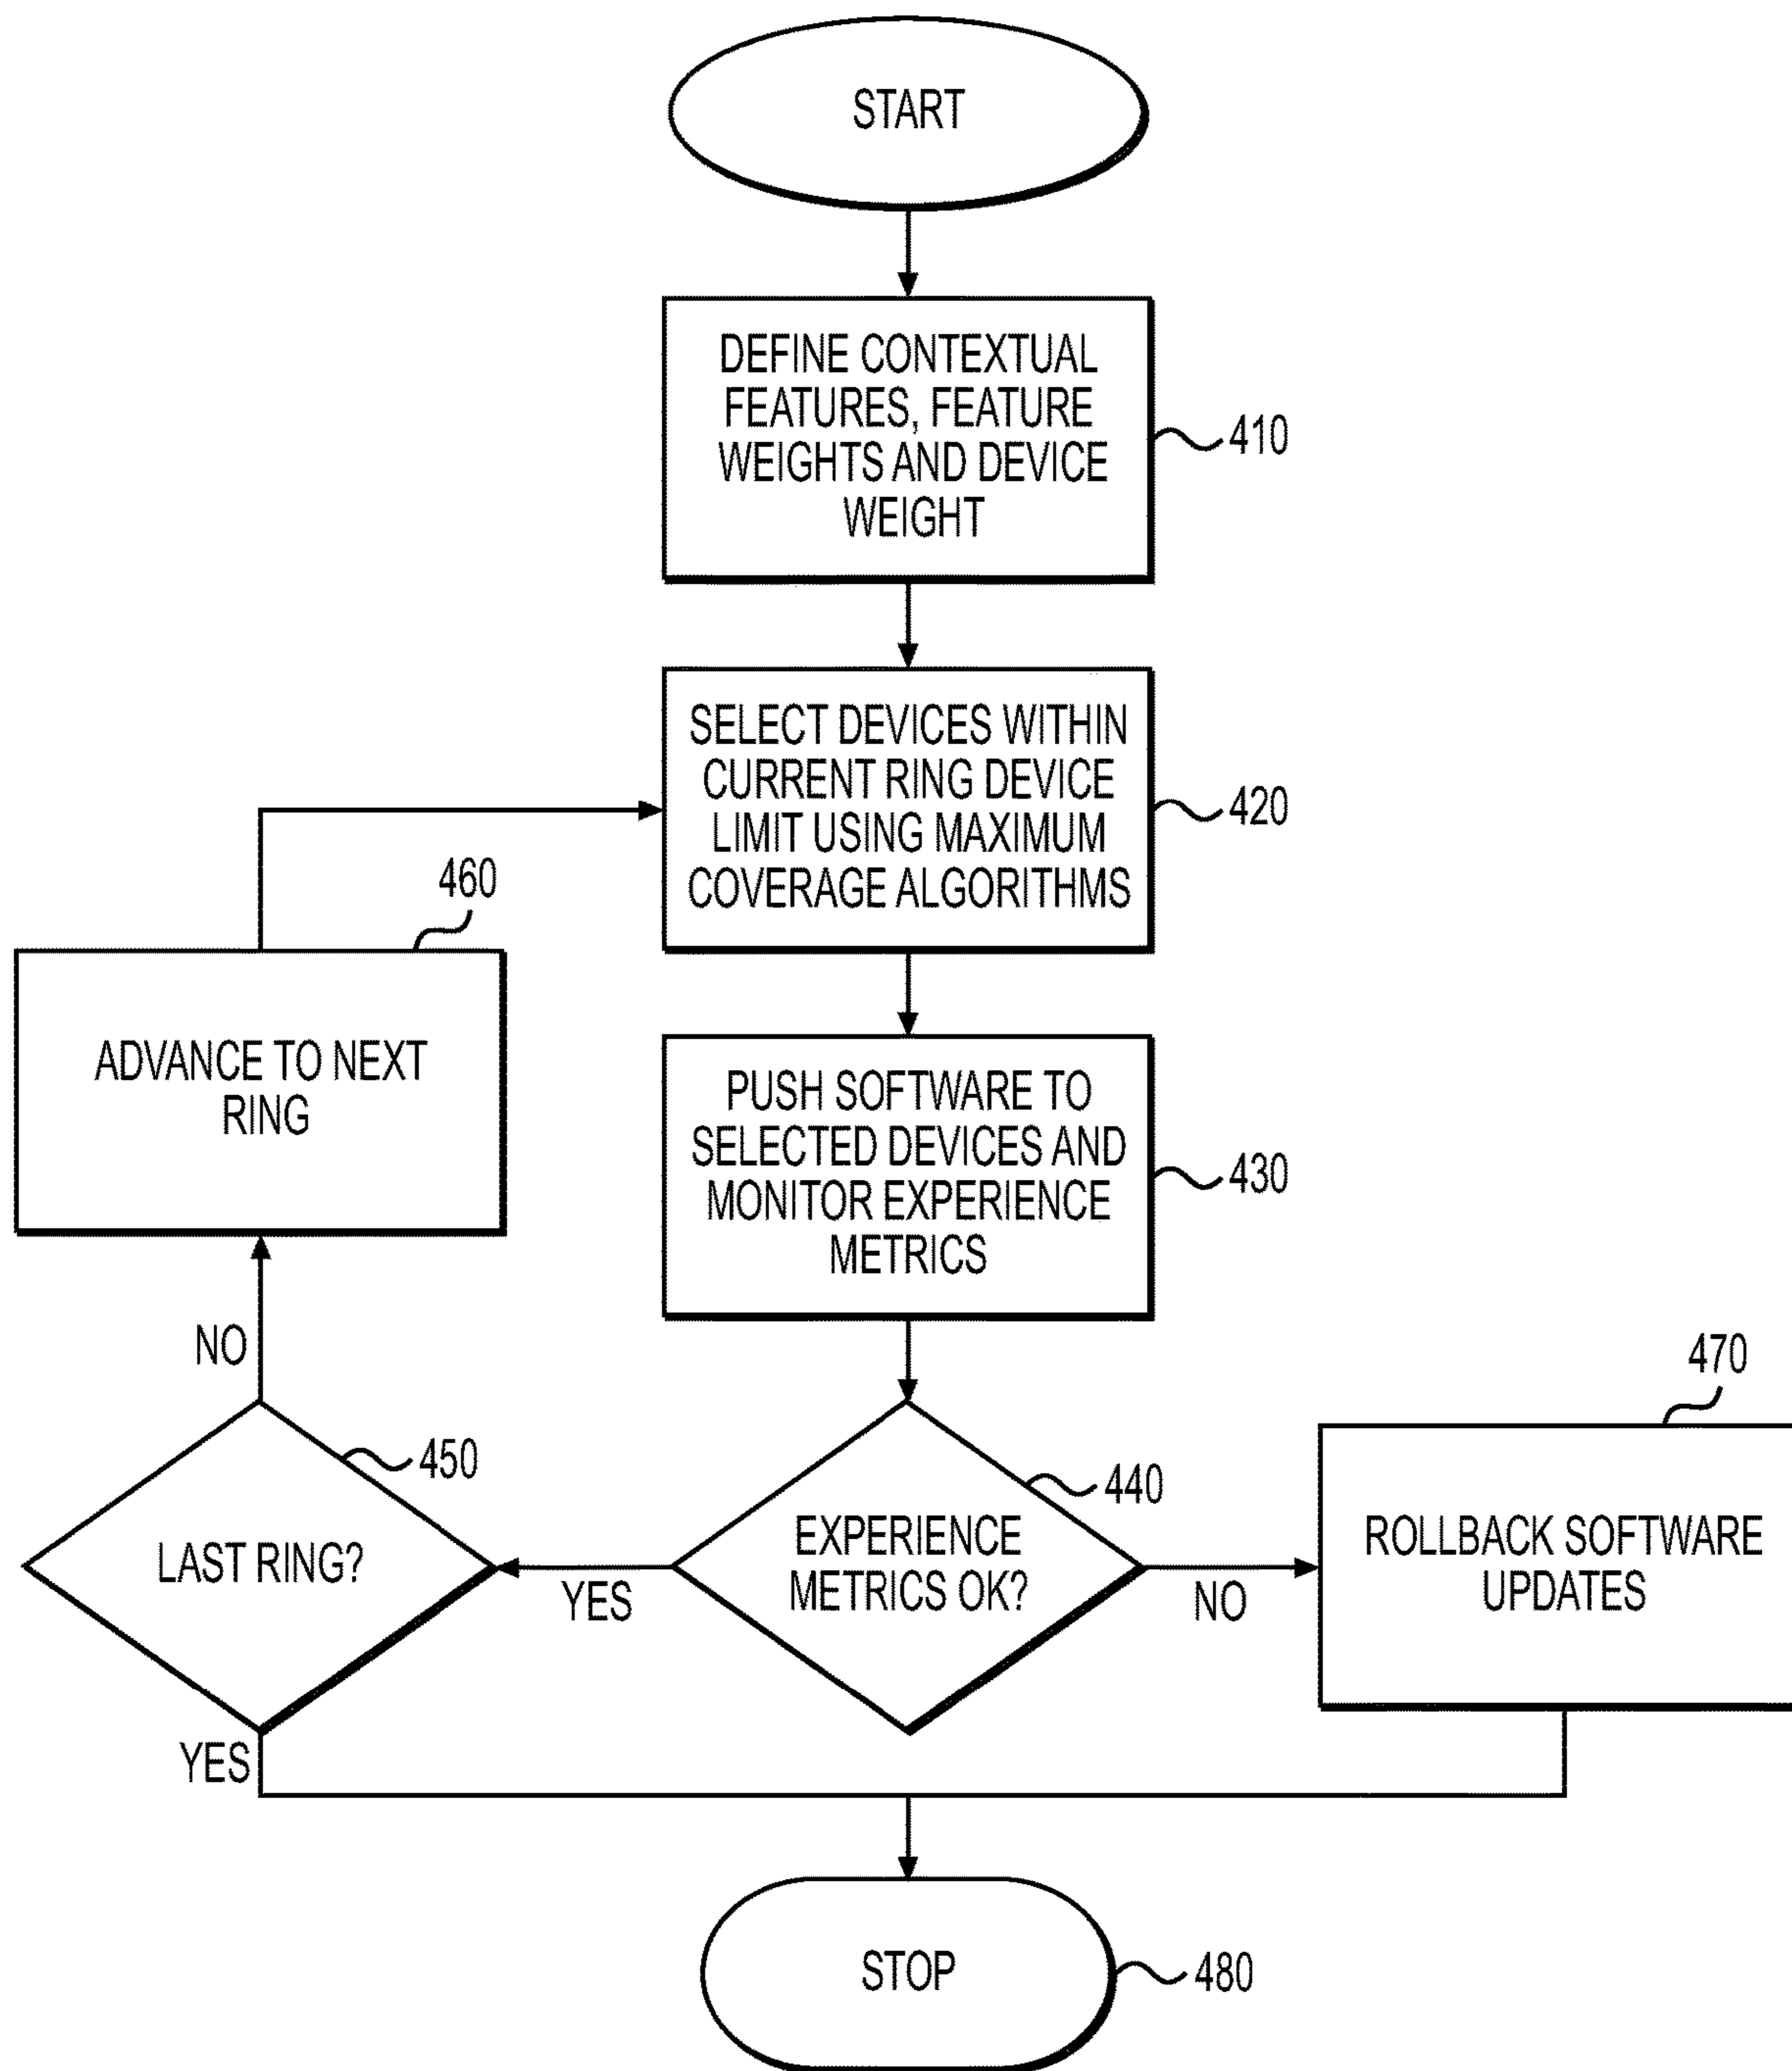 START
DEFINE CONTEXTUAL
FEATURES, FEATURE
WEIGHTS AND DEVICE
WEIGHT
410
SELECT DEVICES WITHIN
CURRENT RING DEVICE
LIMIT USING MAXIMUM
COVERAGE ALGORITHMS
420
460
ADVANCE TO NEXT
RING
PUSH SOFTWARE TO
SELECTED DEVICES AND
MONITOR EXPERIENCE
METRICS
430
NO
450
LAST RING?
YES
440
EXPERIENCE
METRICS OK?
YES
NO
470
ROLLBACK SOFTWARE
UPDATES
STOP
480